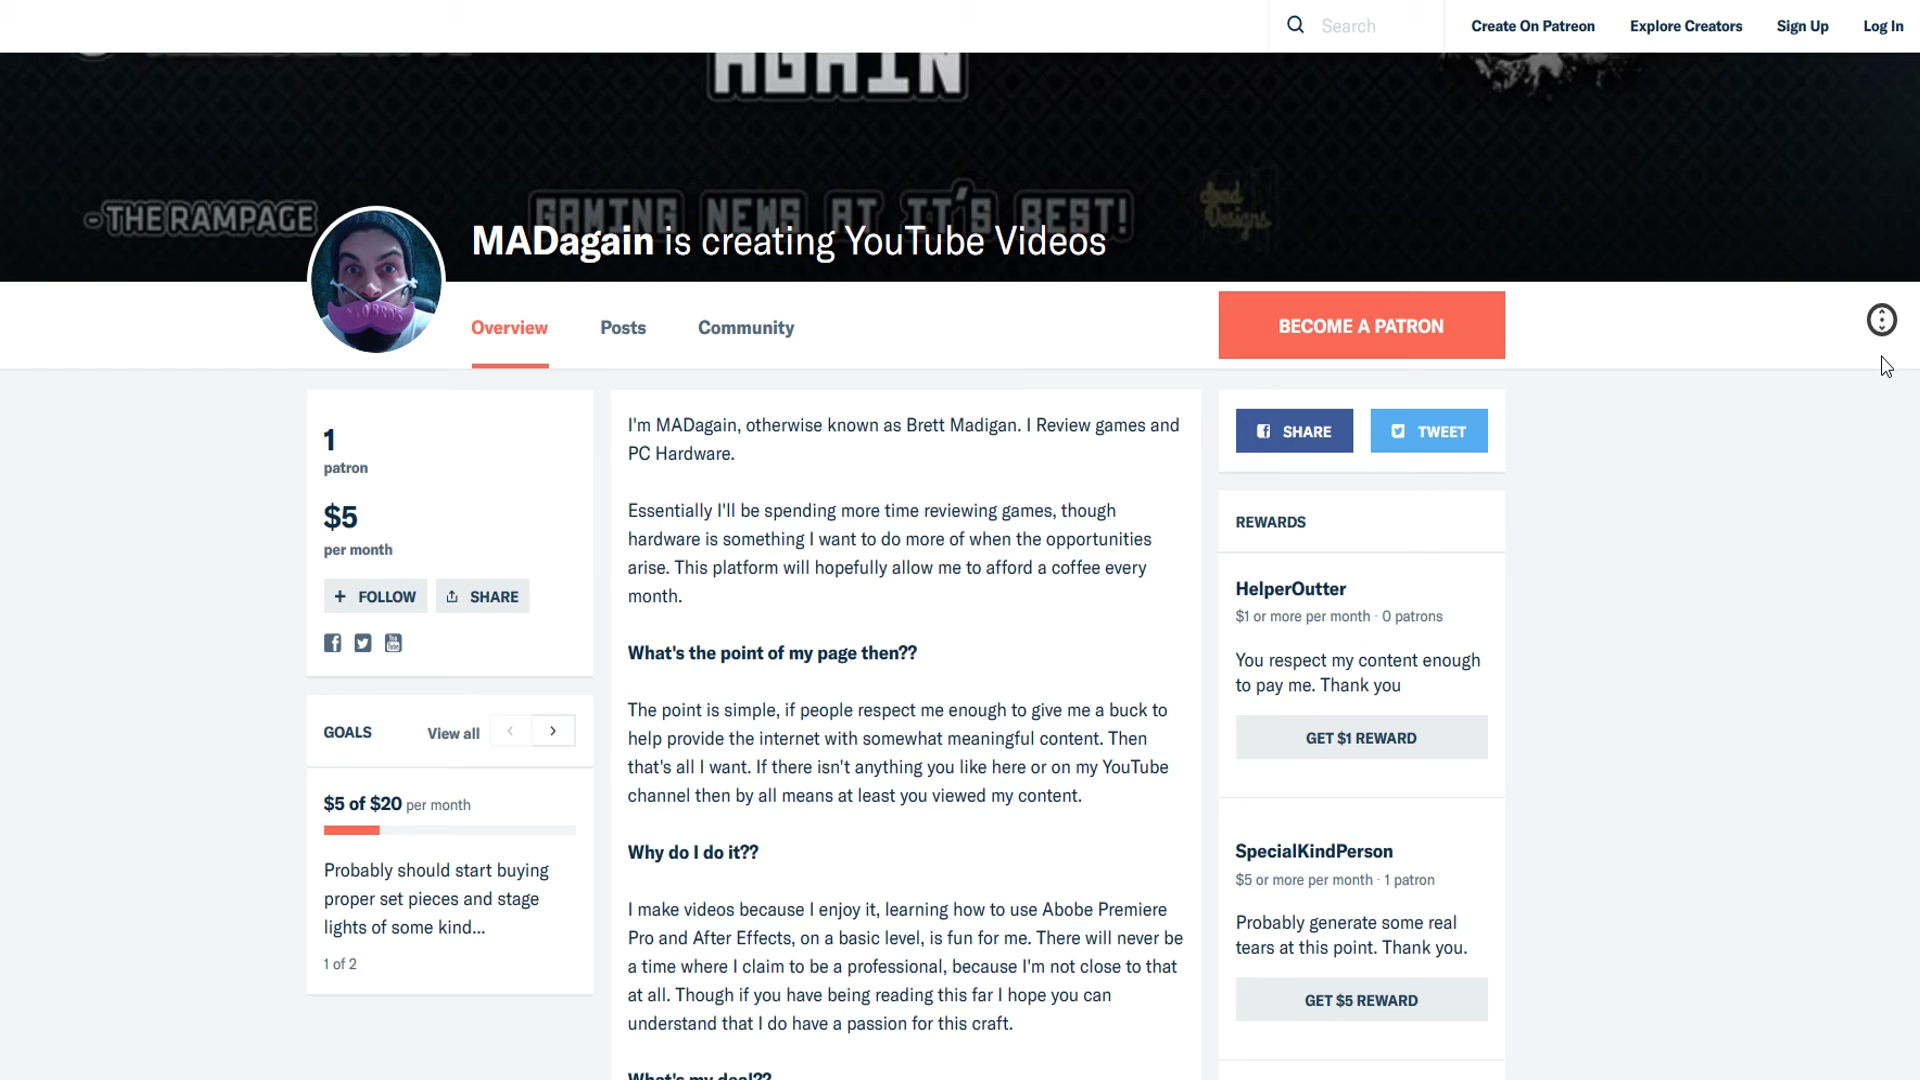 Search
Create On Patreon
Explore Creators
Sign Up
Log In
AGAIN
-THE RAMPAGE
GAMING NEWS AT IT'S BEST!
dead
Designs
MADagain is creating YouTube Videos
Overview
Posts
Community
BECOME A PATRON
1
patron
$5
per month
+ FOLLOW
SHARE
GOALS
View all
$5 of $20 per month
Probably should start buying
proper set pieces and stage
lights of some kind...
1 of 2
I'm MADagain, otherwise known as Brett Madigan. I Review games and
PC Hardware.
Essentially I'll be spending more time reviewing games, though
hardware is something I want to do more of when the opportunities
arise. This platform will hopefully allow me to afford a coffee every
month.
What's the point of my page then??
The point is simple, if people respect me enough to give me a buck to
help provide the internet with somewhat meaningful content. Then
that's all I want. If there isn't anything you like here or on my YouTube
channel then by all means at least you viewed my content.
Why do I do it??
I make videos because I enjoy it, learning how to use Abobe Premiere
Pro and After Effects, on a basic level, is fun for me. There will never be
a time where I claim to be a professional, because I'm not close to that
at all. Though if you have being reading this far I hope you can
understand that I do have a passion for this craft.
What's my deal??
SHARE
TWEET
REWARDS
HelperOutter
$1 or more per month · 0 patrons
You respect my content enough
to pay me. Thank you
GET $1 REWARD
SpecialKindPerson
$5 or more per month · 1 patron
Probably generate some real
tears at this point. Thank you.
GET $5 REWARD